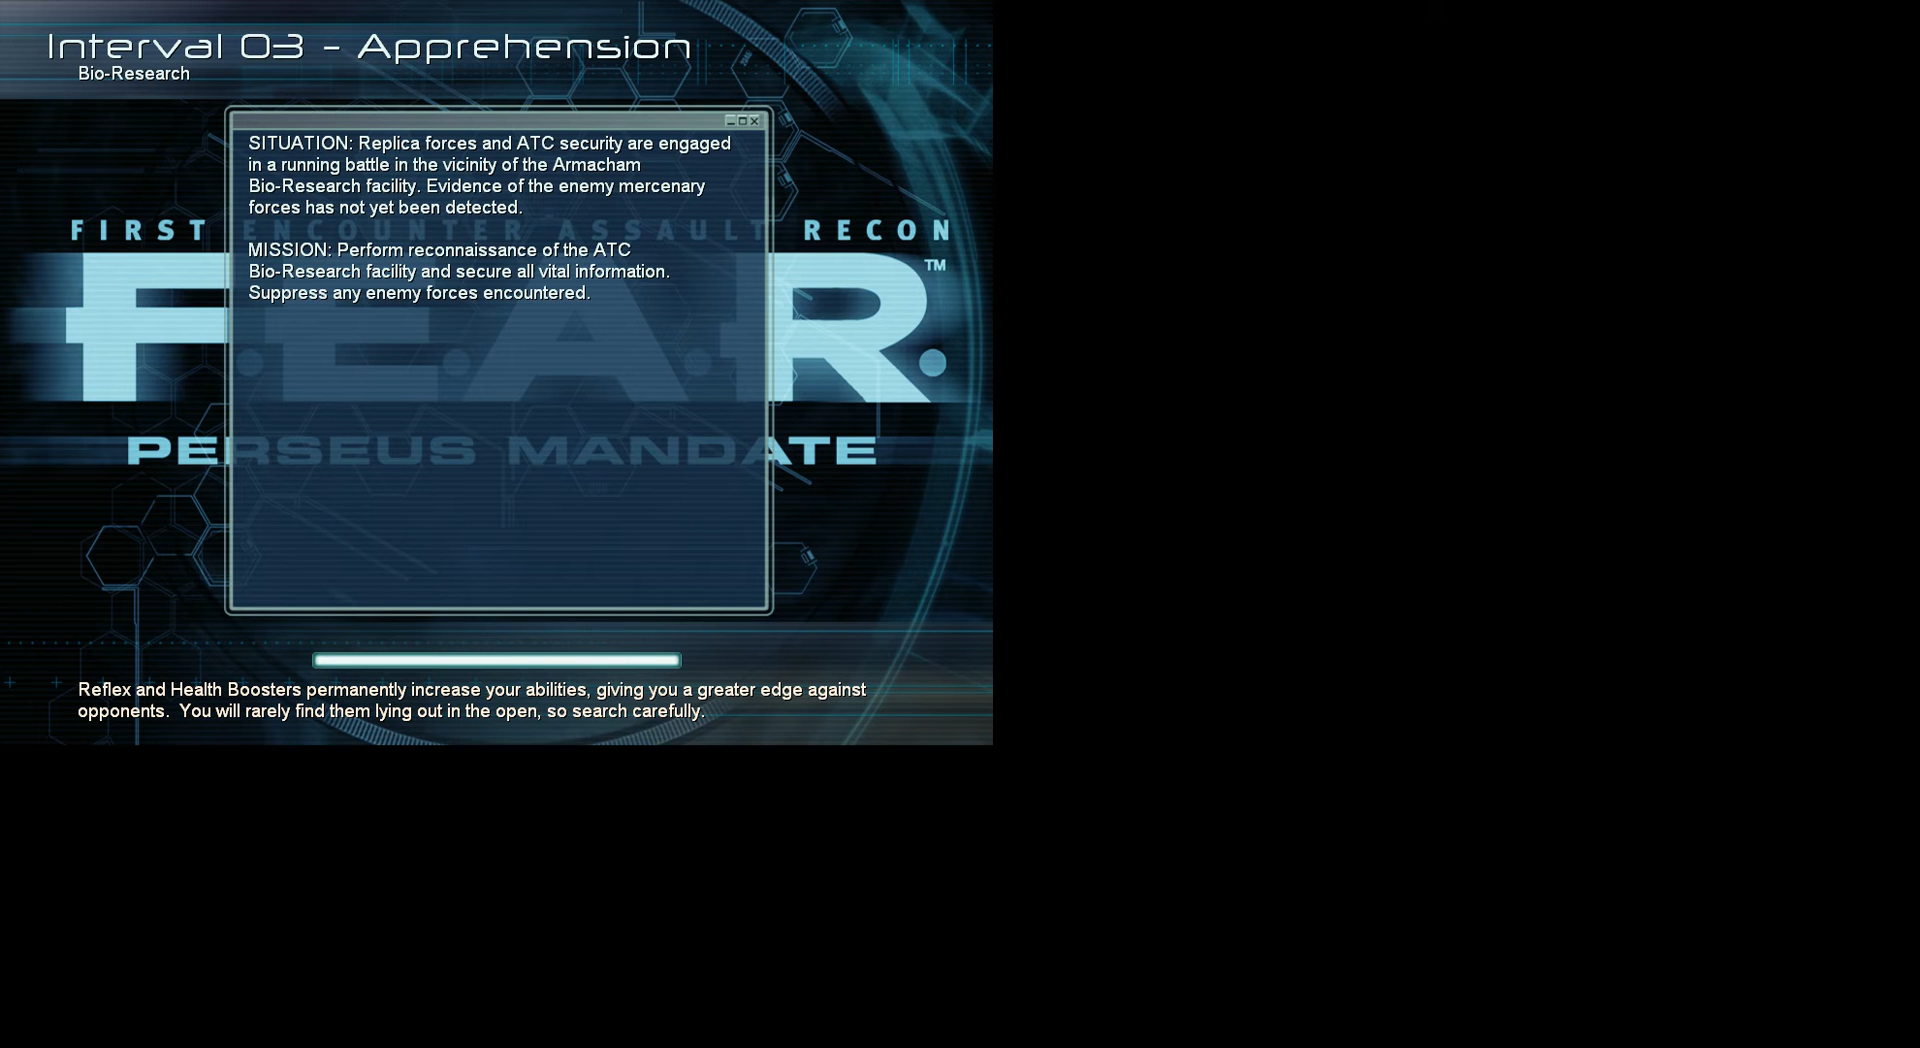 Interval 03 - Apprehension
Bio-Research
SITUATION: Replica forces and ATC security are engaged
in a running battle in the vicinity of the Armacham
Bio-Research facility. Evidence of the enemy mercenary
forces has not yet been detected.
FIRST ENCOUNTER ASSAULT RECON
MISSION: Perform reconnaissance of the ATC
Bio-Research facility and secure all vital information.
Suppress any enemy forces encountered.
F.E.A.R.™
PERSEUS MANDATE
Reflex and Health Boosters permanently increase your abilities, giving you a greater edge against
opponents.  You will rarely find them lying out in the open, so search carefully.